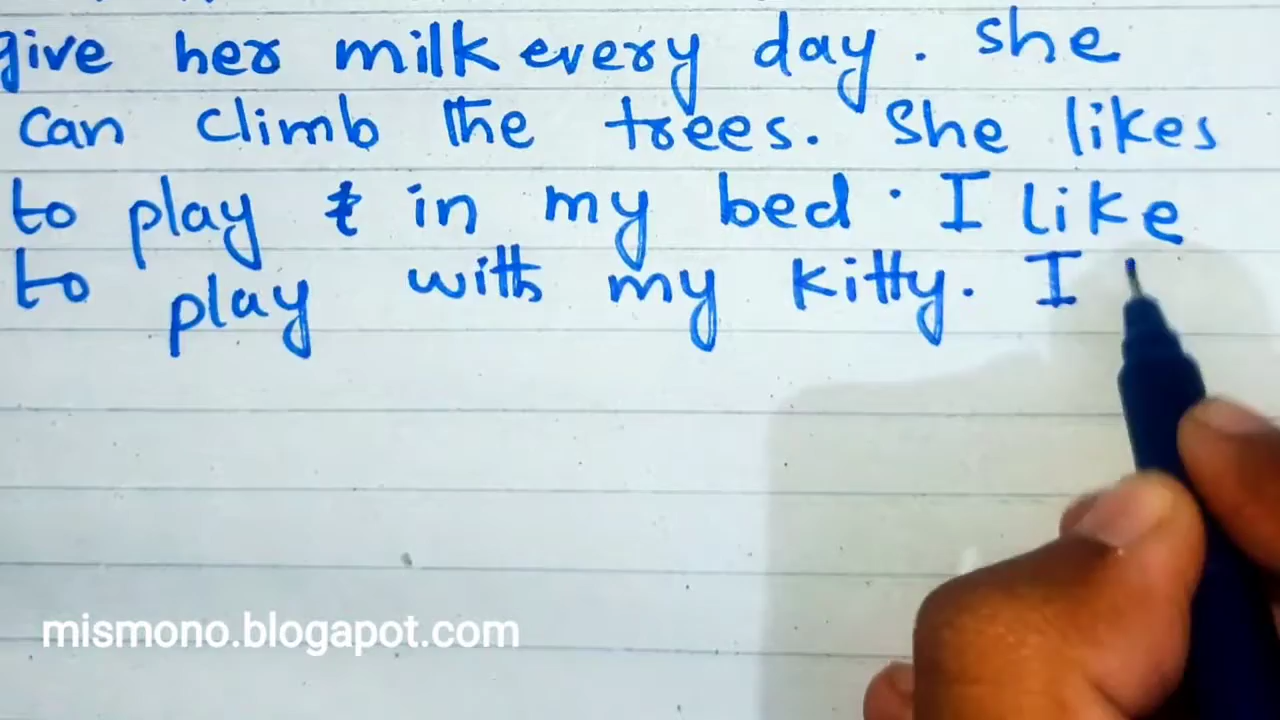 give her milk every day. She
can climb the trees. She likes
to play in my bed. I like
to play with my kitty. I
mismono.blogapot.com